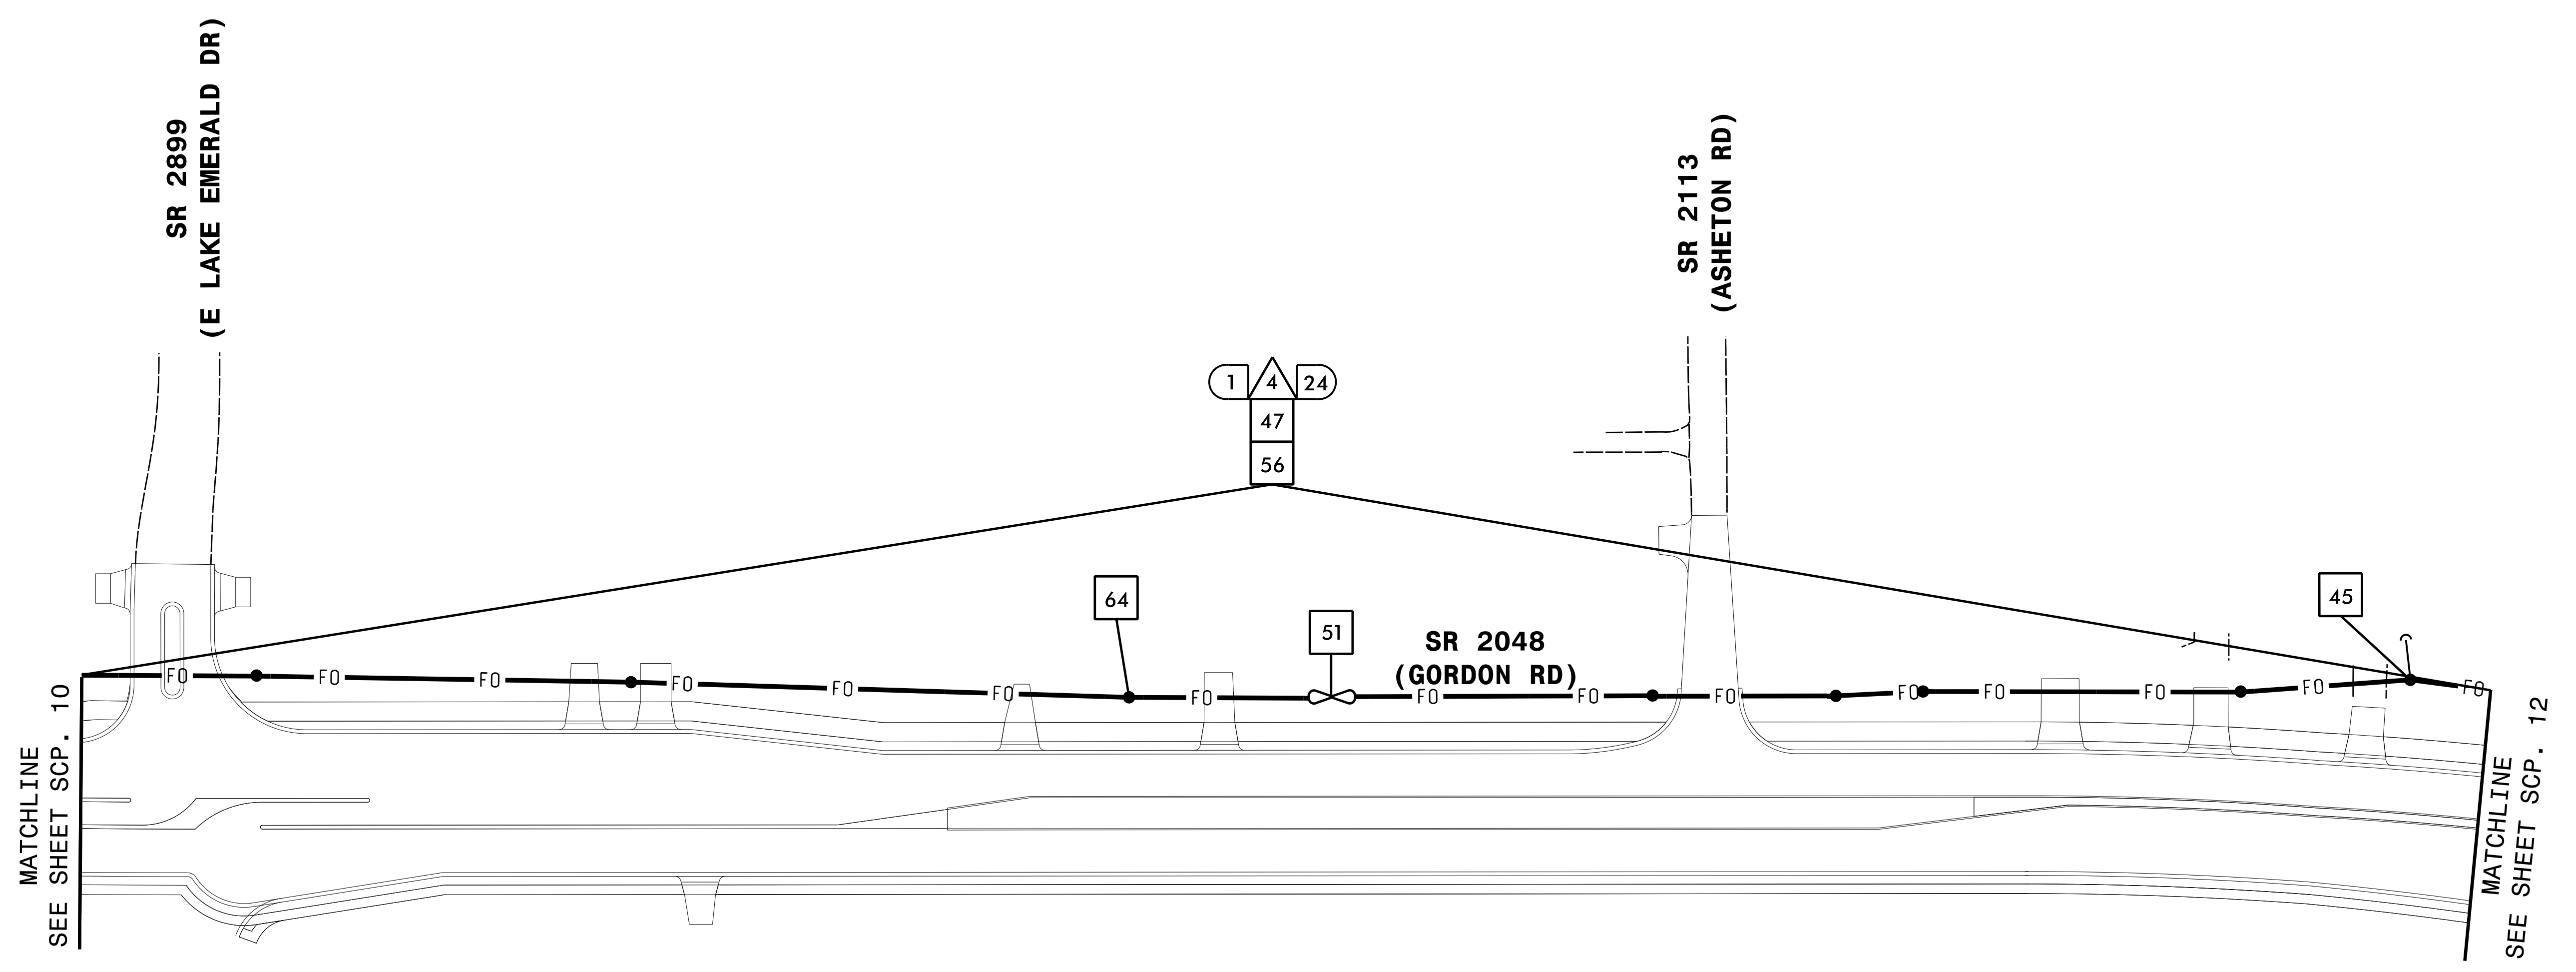 SR 2899
(E LAKE EMERALD DR)
SR 2113
(ASHETON RD)
1 4 24
47
56
64
51
45
SR 2048
(GORDON RD)
FO FO FO FO FO FO FO FO FO FO FO FO FO FO FO
MATCHLINE
SEE SHEET SCP. 10
MATCHLINE
SEE SHEET SCP. 12